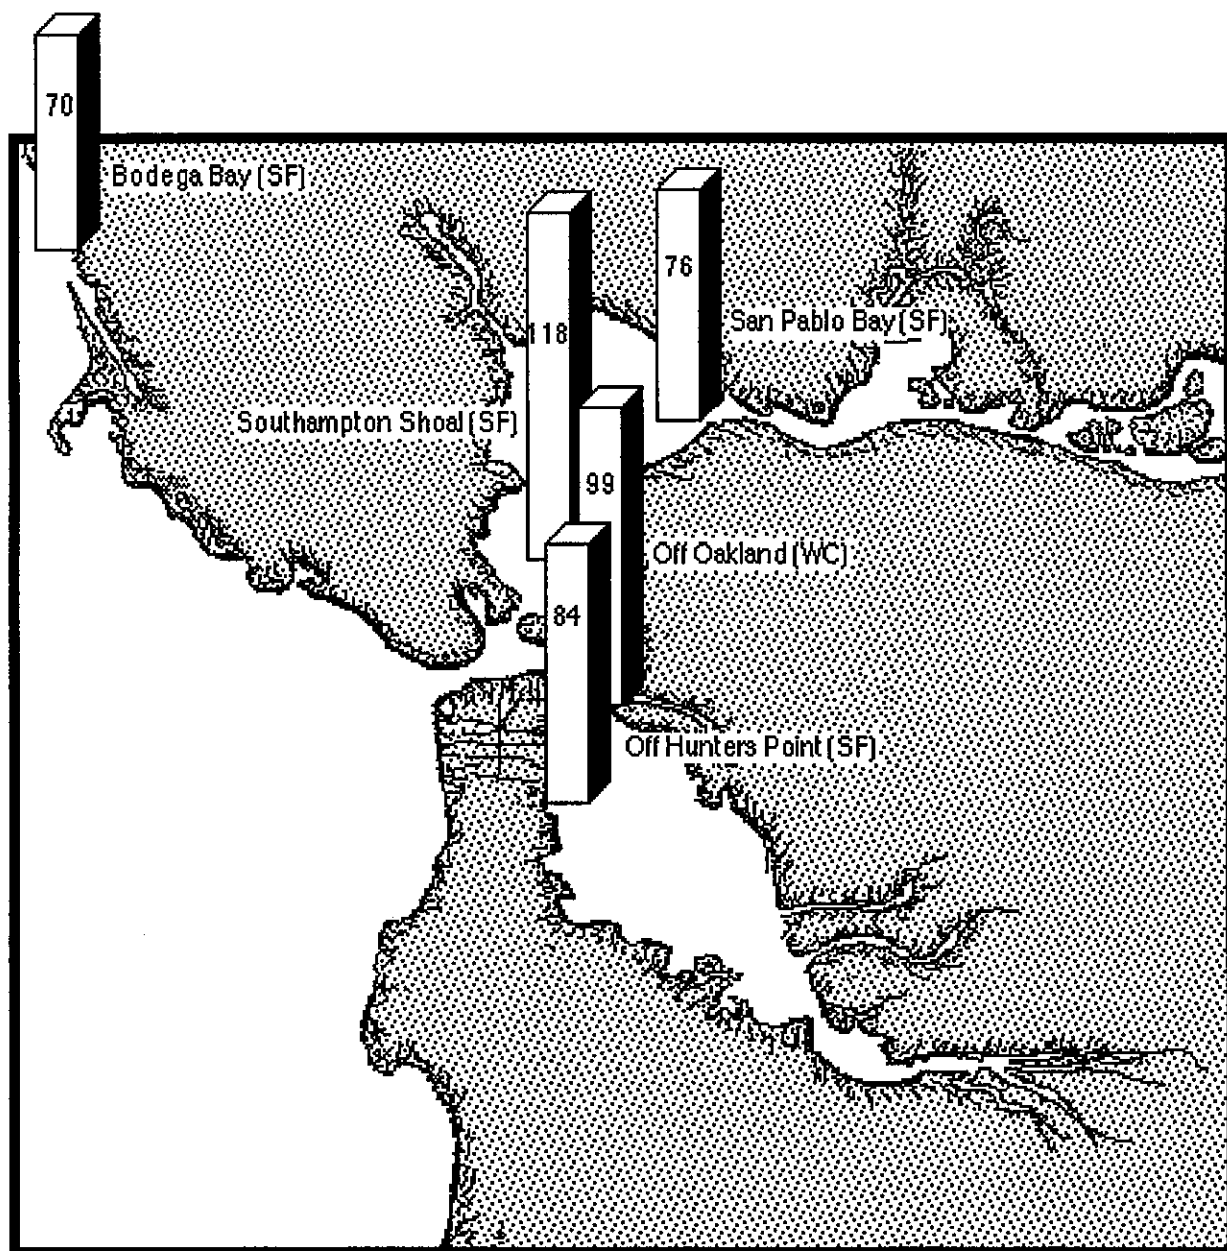 70
Bodega Bay (SF)
76
San Pablo Bay (SF)
118
Southampton Shoal (SF)
99
Off Oakland (WC)
84
Off Hunters Point (SF)